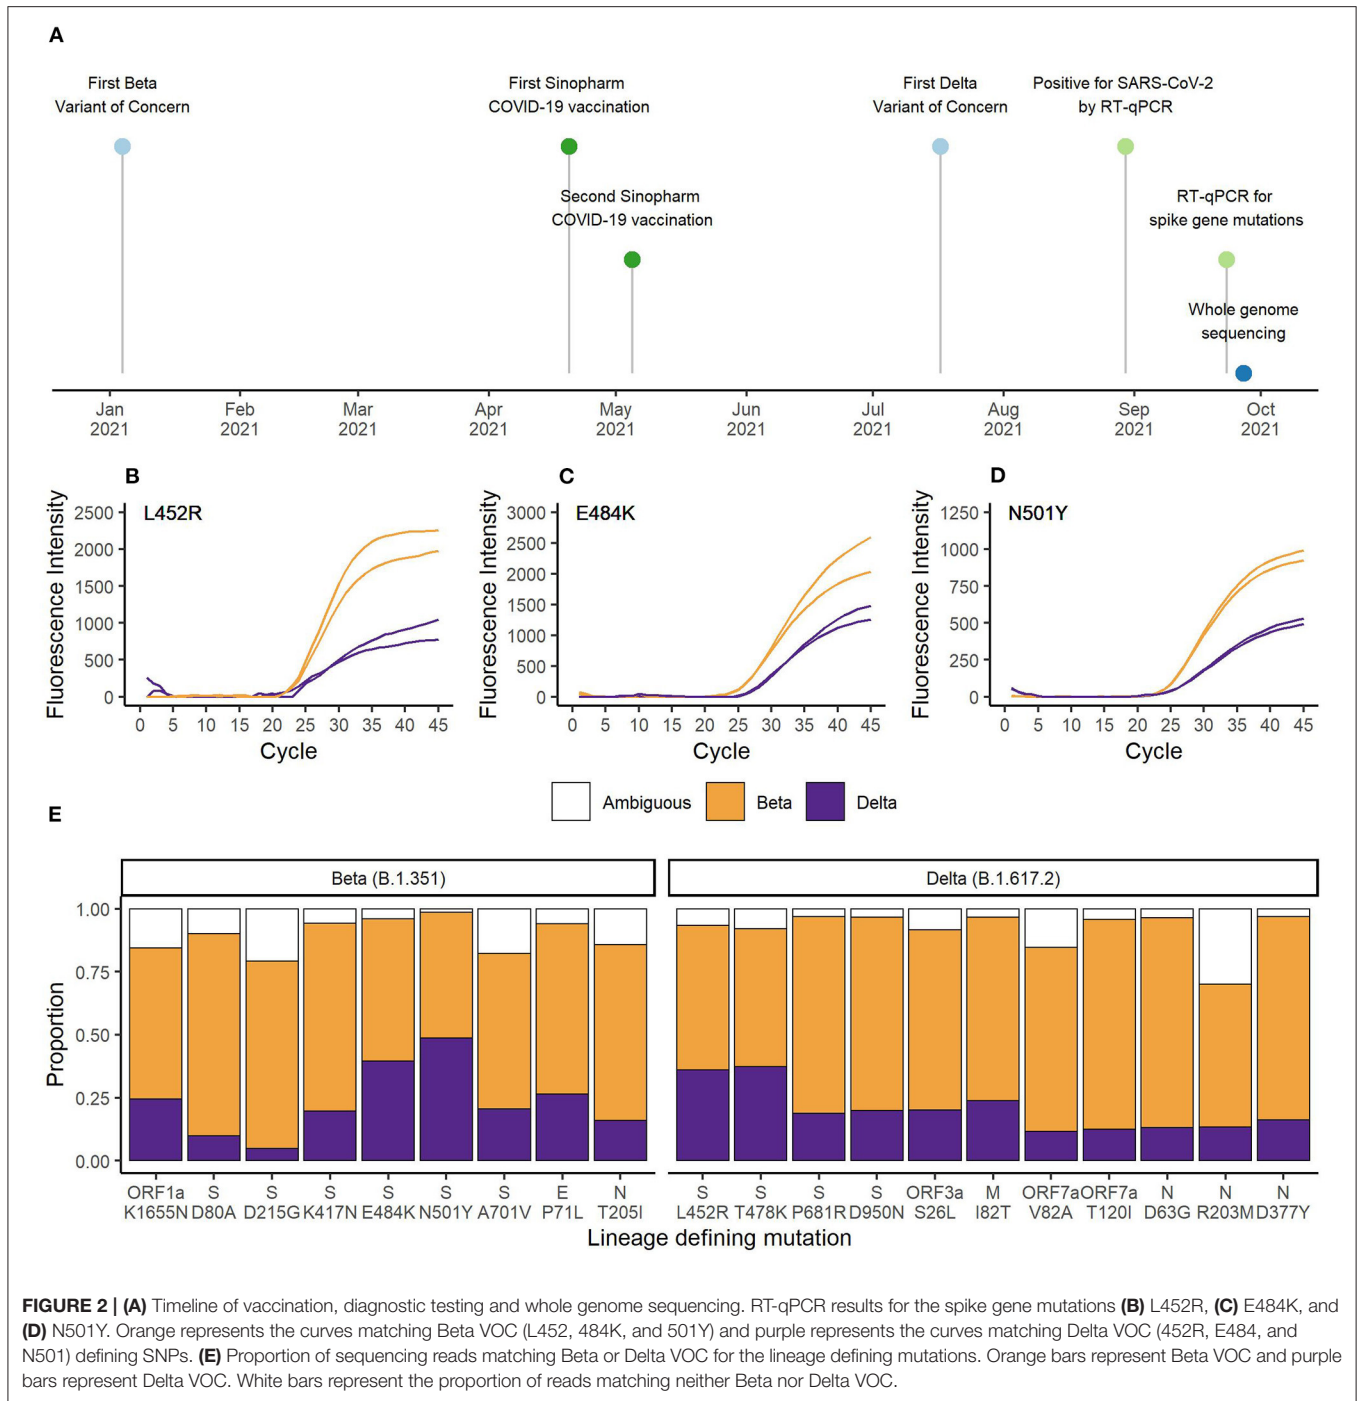 A
First Beta
Variant of Concern
First Sinopharm
COVID-19 vaccination
First Delta
Variant of Concern
Positive for SARS-CoV-2
by RT-qPCR
Second Sinopharm
COVID-19 vaccination
RT-qPCR for
spike gene mutations
Whole genome
sequencing
Jan Feb Mar Apr May Jun Jul Aug Sep Oct
2021 2021 2021 2021 2021 2021 2021 2021 2021 2021
B
L452R
Fluorescence Intensity
2500
2000
1500
1000
500
0
0 5 10 15 20 25 30 35 40 45
Cycle
C
E484K
Fluorescence Intensity
3000
2500
2000
1500
1000
500
0
0 5 10 15 20 25 30 35 40 45
Cycle
D
N501Y
Fluorescence Intensity
1250
1000
750
500
250
0
0 5 10 15 20 25 30 35 40 45
Cycle
Ambiguous Beta Delta
E
Beta (B.1.351) Delta (B.1.617.2)
Proportion
1.00
0.75
0.50
0.25
0.00
ORF1a S S S S S S E N S S S S ORF3a M ORF7a ORF7a N N N
K1655N D80A D215G K417N E484K N501Y A701V P71L T205I L452R T478K P681R D950N S26L I82T V82A T120I D63G R203M D377Y
Lineage defining mutation
FIGURE 2 | (A) Timeline of vaccination, diagnostic testing and whole genome sequencing. RT-qPCR results for the spike gene mutations (B) L452R, (C) E484K, and
(D) N501Y. Orange represents the curves matching Beta VOC (L452, 484K, and 501Y) and purple represents the curves matching Delta VOC (452R, E484, and
N501) defining SNPs. (E) Proportion of sequencing reads matching Beta or Delta VOC for the lineage defining mutations. Orange bars represent Beta VOC and purple
bars represent Delta VOC. White bars represent the proportion of reads matching neither Beta nor Delta VOC.